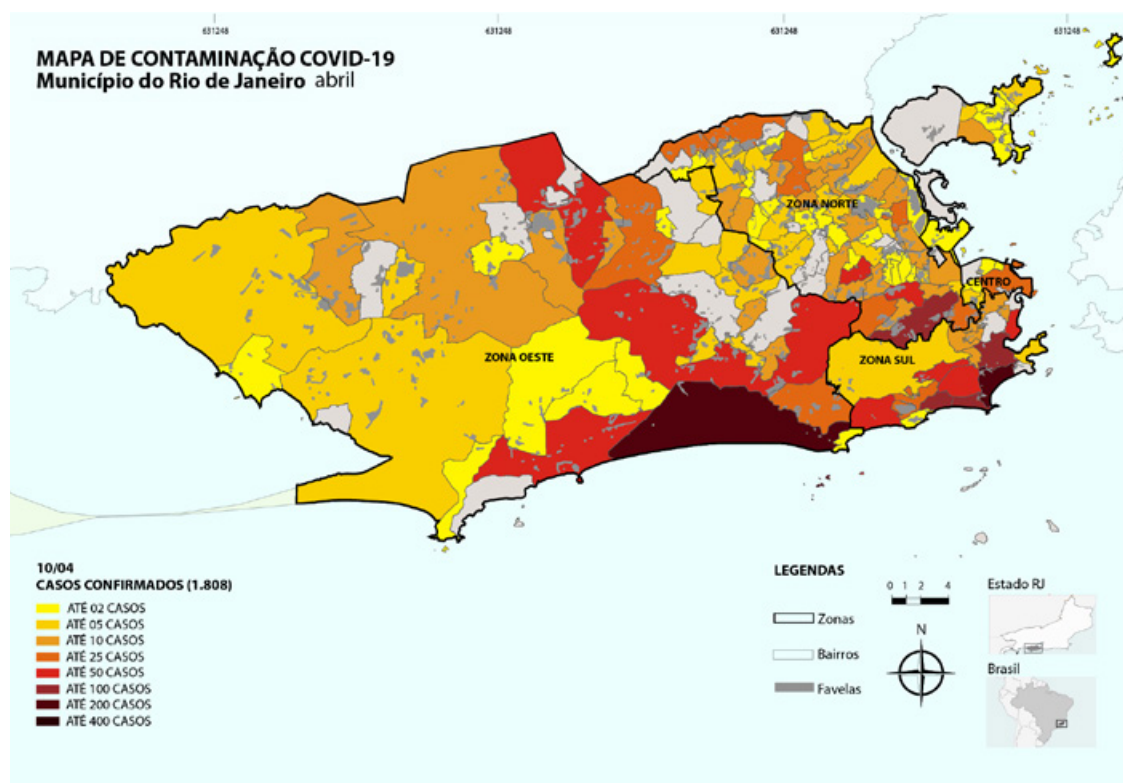 631248 631248 631248 631248
MAPA DE CONTAMINAÇÃO COVID-19
Município do Rio de Janeiro abril
ZONA NORTE
CENTRO
ZONA OESTE
ZONA SUL
10/04
CASOS CONFIRMADOS (1.808)
ATÉ 02 CASOS
ATÉ 05 CASOS
ATÉ 10 CASOS
ATÉ 25 CASOS
ATÉ 50 CASOS
ATÉ 100 CASOS
ATÉ 200 CASOS
ATÉ 400 CASOS
LEGENDAS
Zonas
Bairros
Favelas
0 1 2 4
N
Estado RJ
Brasil